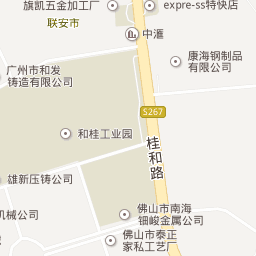 旗凯五金加工厂
expre-ss特快店
联安市
中滙
康海钢制品
有限公司
广州市和发
铸造有限公司
S267
和桂工业园
桂和路
雄新压铸公司
佛山市南海
锢峻金属公司
机械公司
佛山市泰正
家私工艺厂